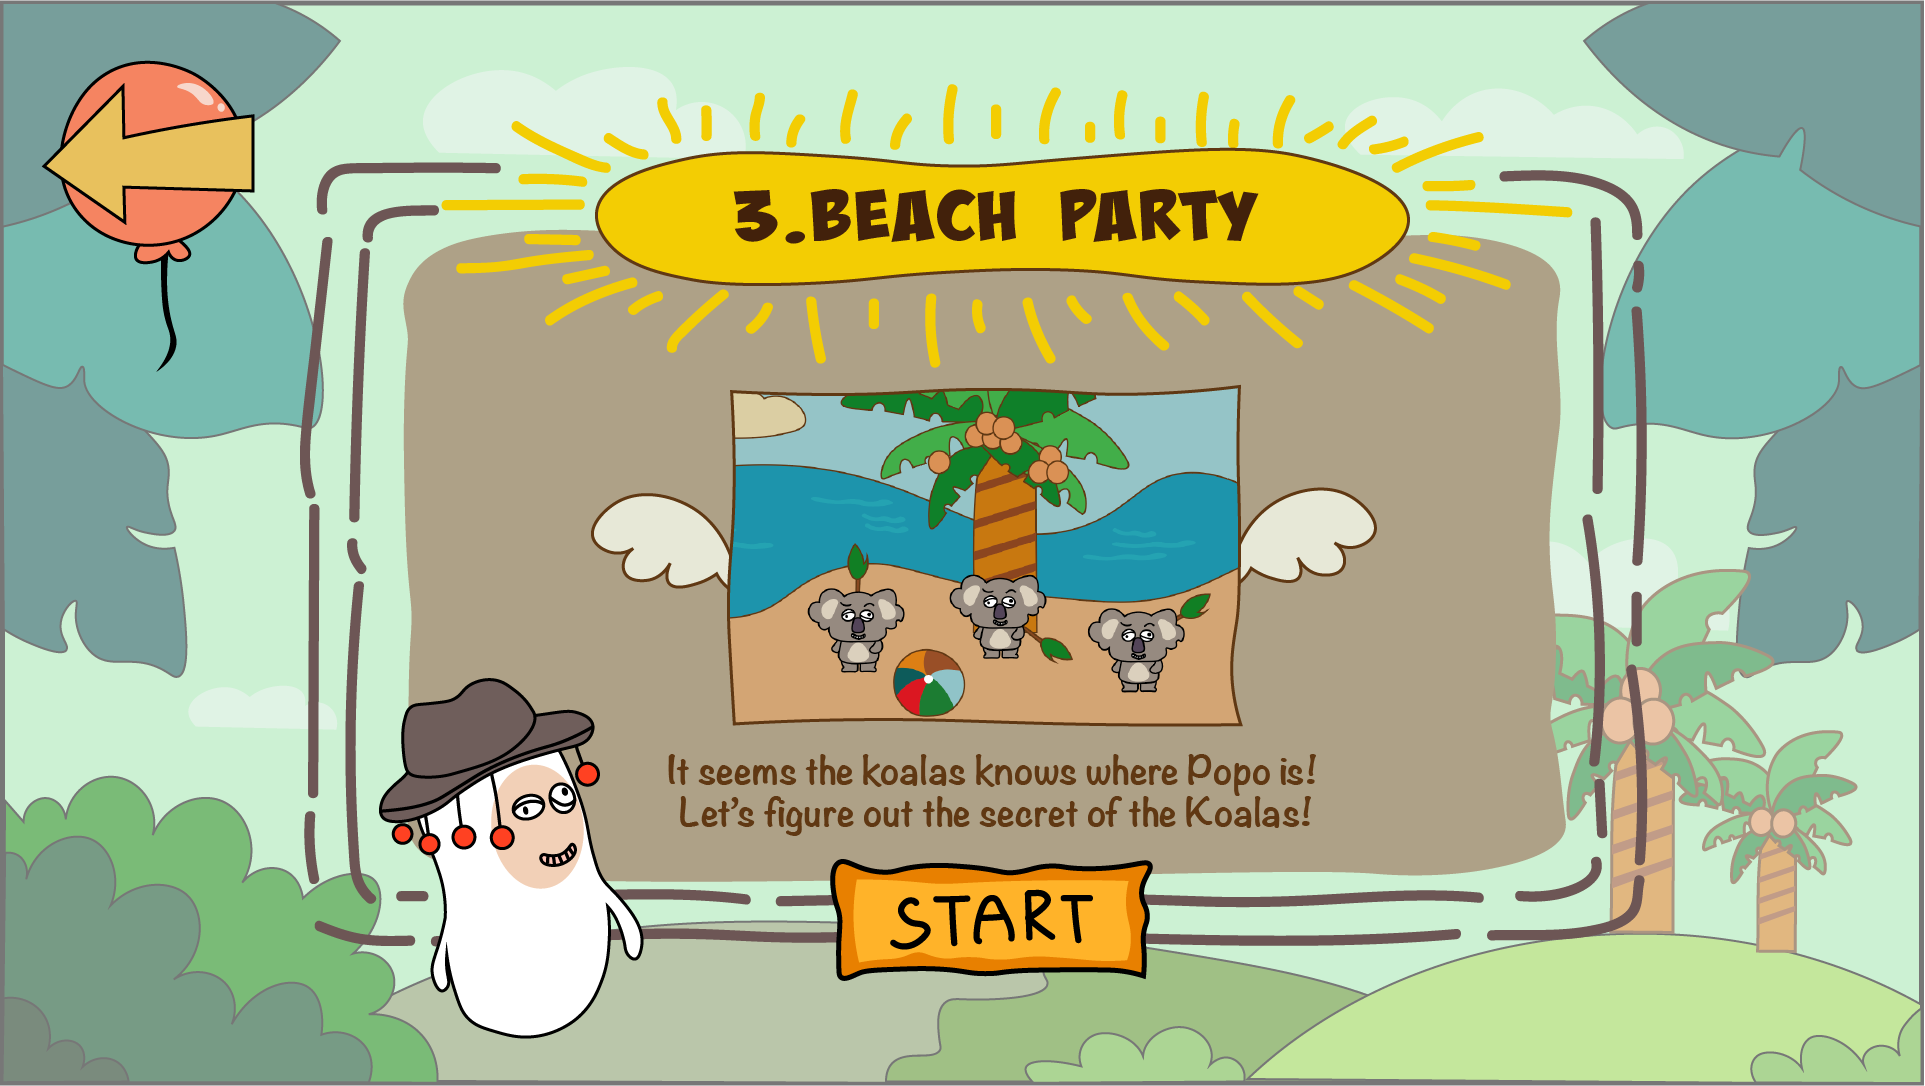 3.BEACH PARTY
It seems the koalas knows where Popo is!
Let's figure out the secret of the Koalas!
START